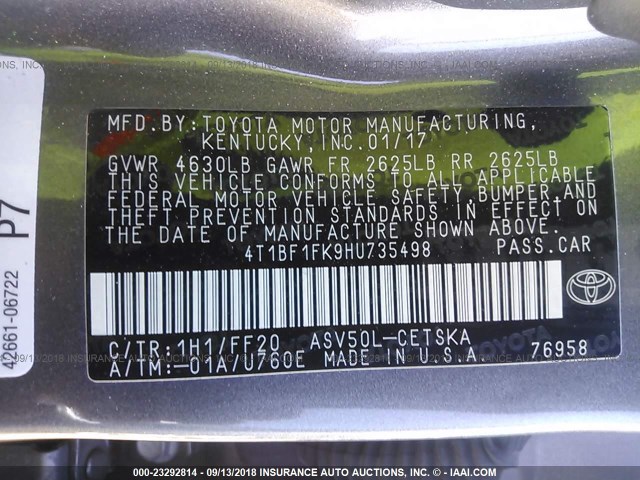 MFD. BY: TOYOTA MOTOR MANUFACTURING,
KENTUCKY, INC. 01/17
GVWR 4630LB GAWR FR 2625LB RR 2625LB
THIS VEHICLE CONFORMS TO ALL APPLICABLE
FEDERAL MOTOR VEHICLE SAFETY, BUMPER, AND
THEFT PREVENTION STANDARDS IN EFFECT ON
THE DATE OF MANUFACTURE SHOWN ABOVE.
4T1BF1FK9HU735498 PASS. CAR
C/TR: 1H1/FF20 ASV50L-CETSKA
A/TM: -01A/U760E MADE IN U.S.A. 76958
TOYOTA
P7
42661-06722
000-23292814 - 09/13/2018 INSURANCE AUTO AUCTIONS, INC. - © - IAAI.COM